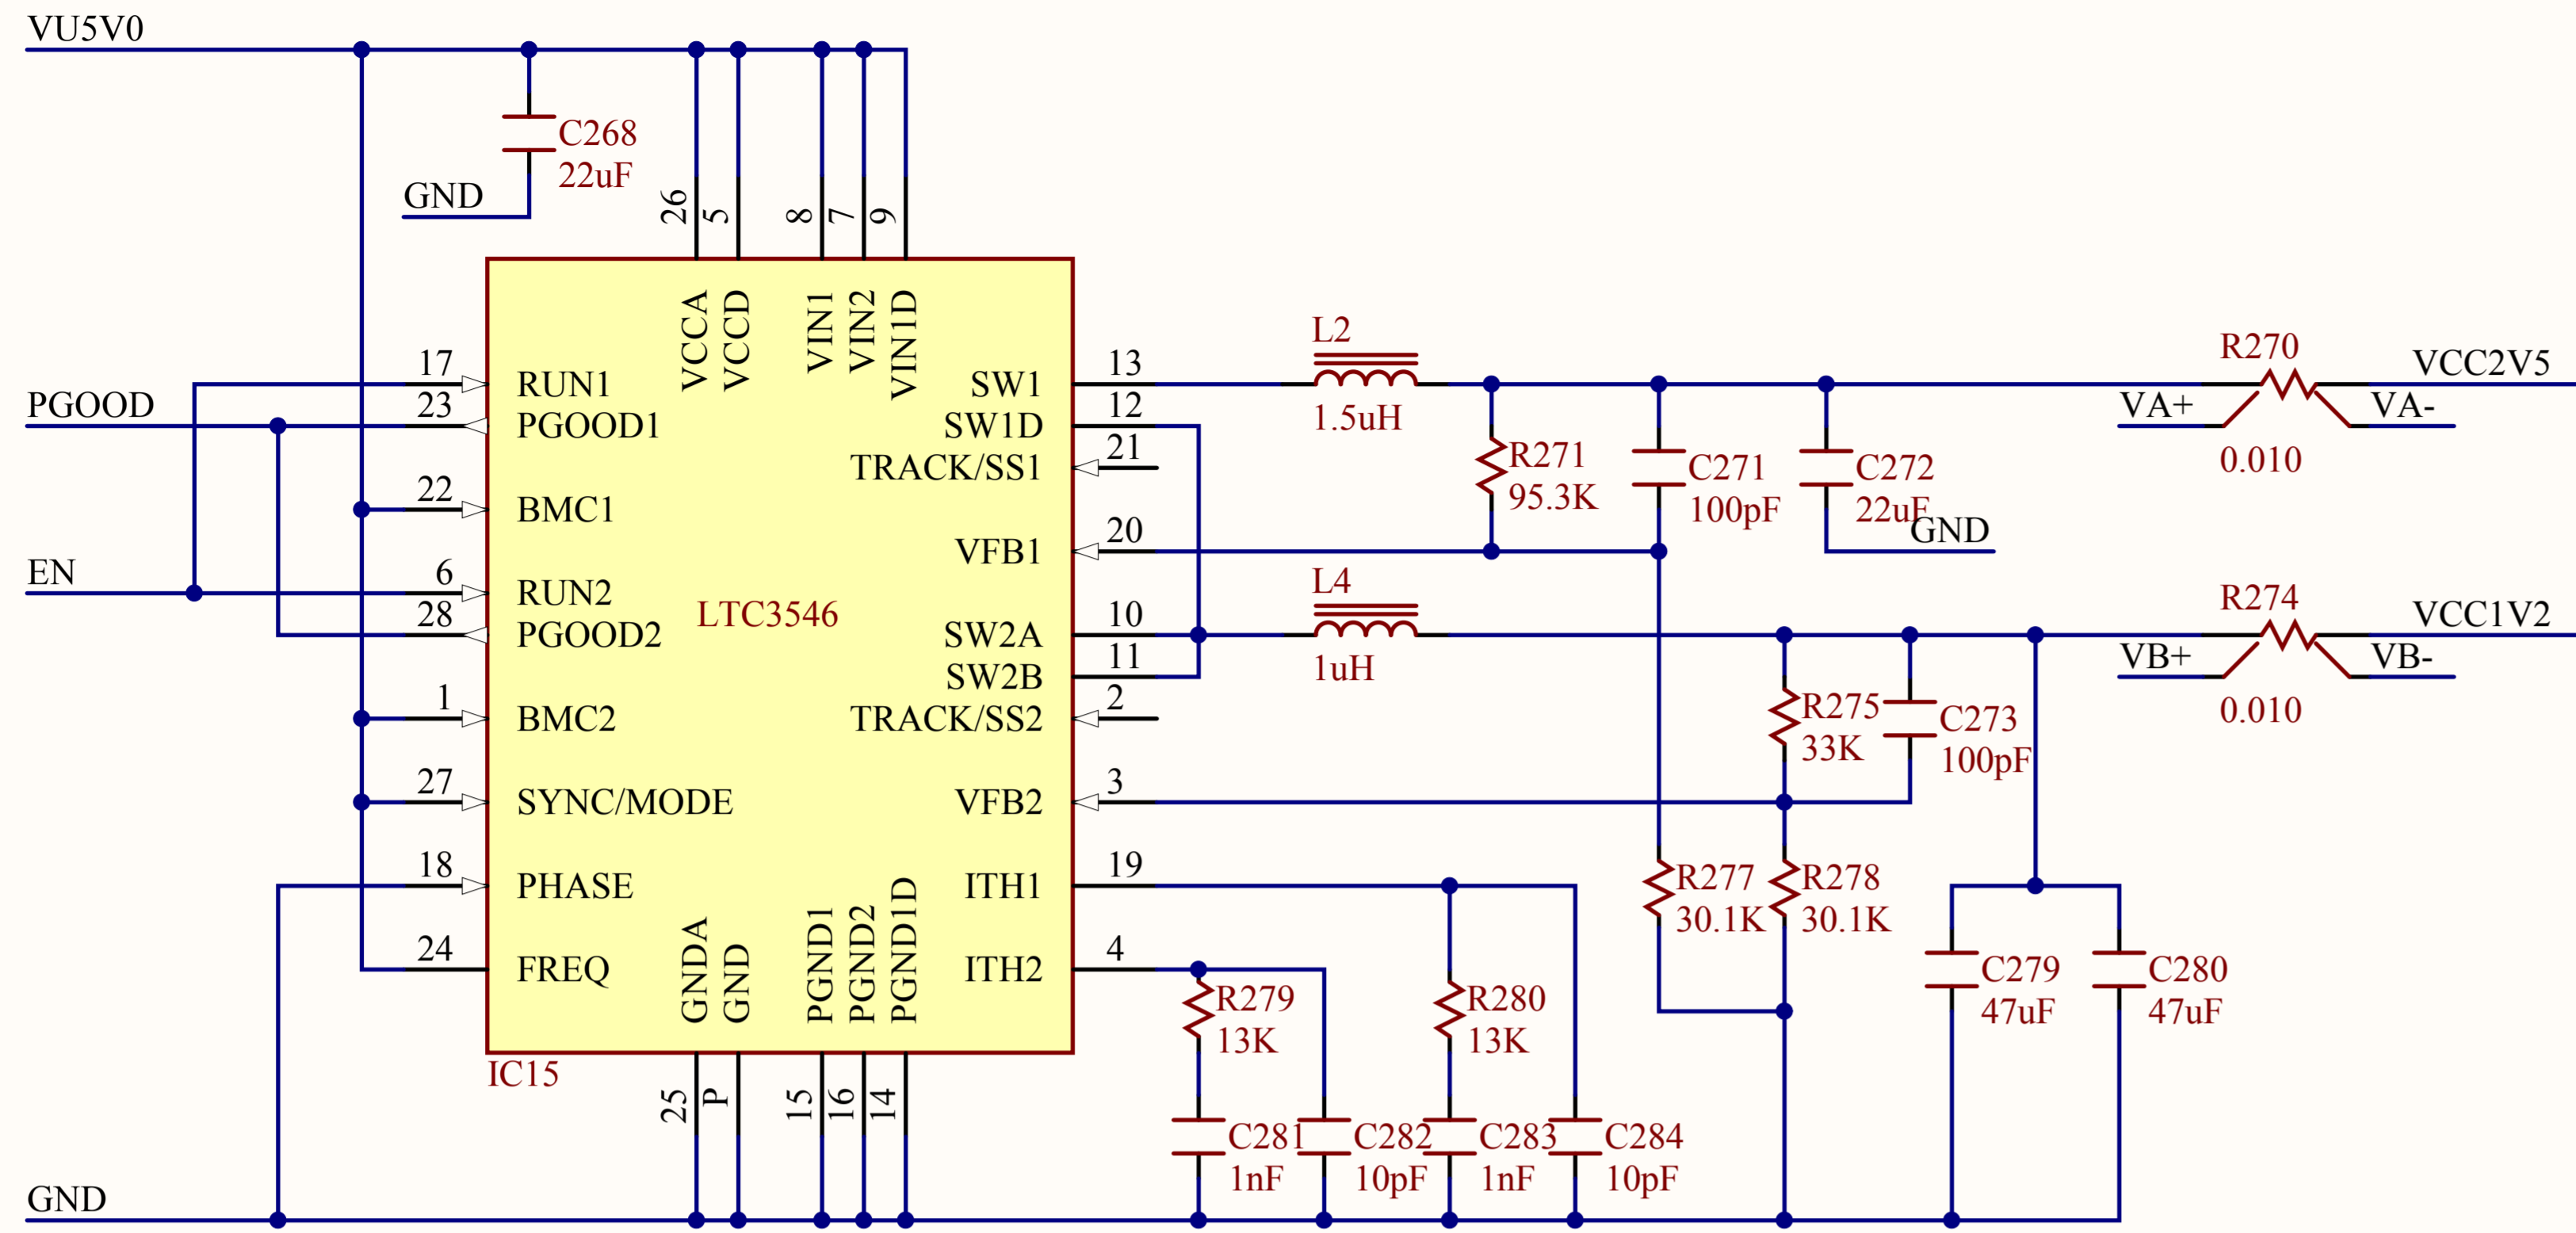 VU5V0
C268
22uF
GND
26
5
8
7
9
VCCA
VCCD
VIN1
VIN2
VIN1D
PGOOD
EN
17
RUN1
23
PGOOD1
22
BMC1
6
RUN2
28
PGOOD2
1
BMC2
27
SYNC/MODE
18
PHASE
24
FREQ
LTC3546
SW1
13
SW1D
12
TRACK/SS1
21
VFB1
20
SW2A
10
SW2B
11
TRACK/SS2
2
VFB2
3
ITH1
19
ITH2
4
GNDA
GND
PGND1
PGND2
PGND1D
IC15
25
P
15
16
14
GND
L2
1.5uH
R271
95.3K
C271
100pF
C272
22uF
GND
R270
VCC2V5
VA+
VA-
0.010
L4
1uH
R274
VCC1V2
VB+
VB-
0.010
R275
33K
C273
100pF
R277
30.1K
R278
30.1K
C279
47uF
C280
47uF
R279
13K
R280
13K
C281
1nF
C282
10pF
C283
1nF
C284
10pF